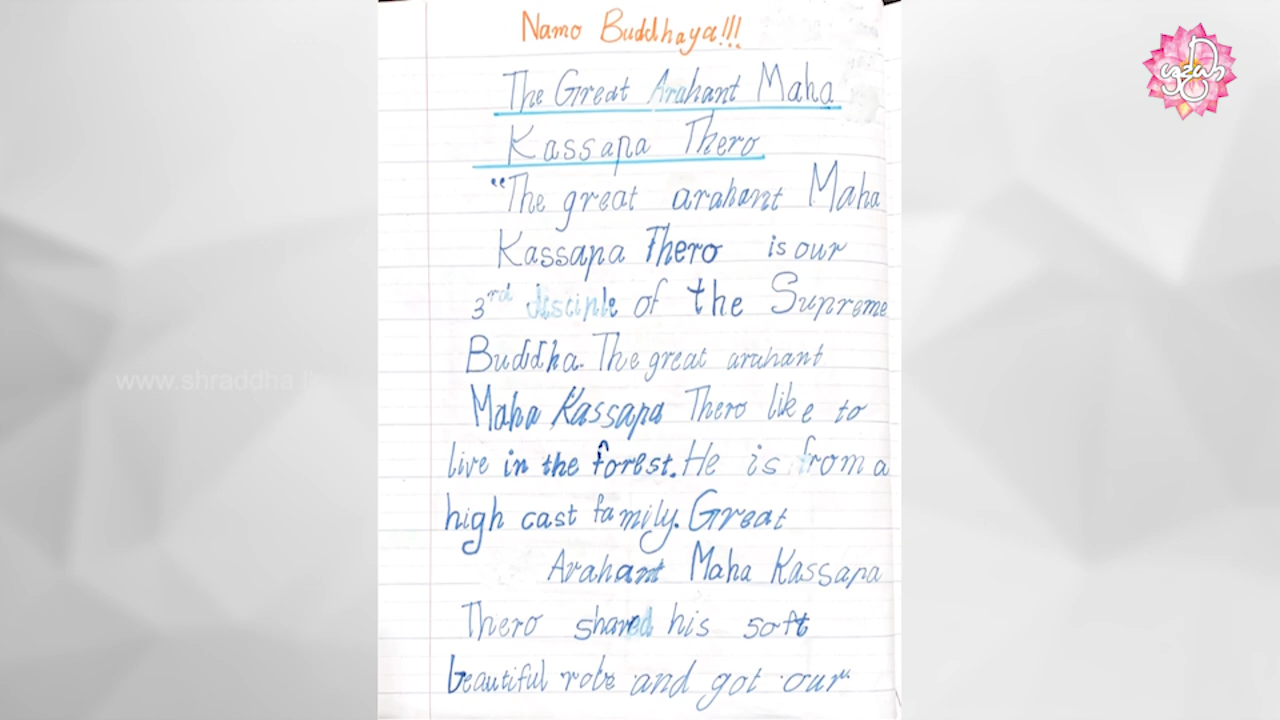 Namo Buddhaya!!!
The Great Arahant Maha
Kassapa Thero
"The great arahant Maha
Kassapa Thero is our
3rd disciple of the Supreme
Buddha. The great arahant
Maha Kassapa Thero like to
live in the forest. He is from a
high cast family. Great
Arahant Maha Kassapa
Thero shared his soft
beautiful robe and got our
www.shraddha.